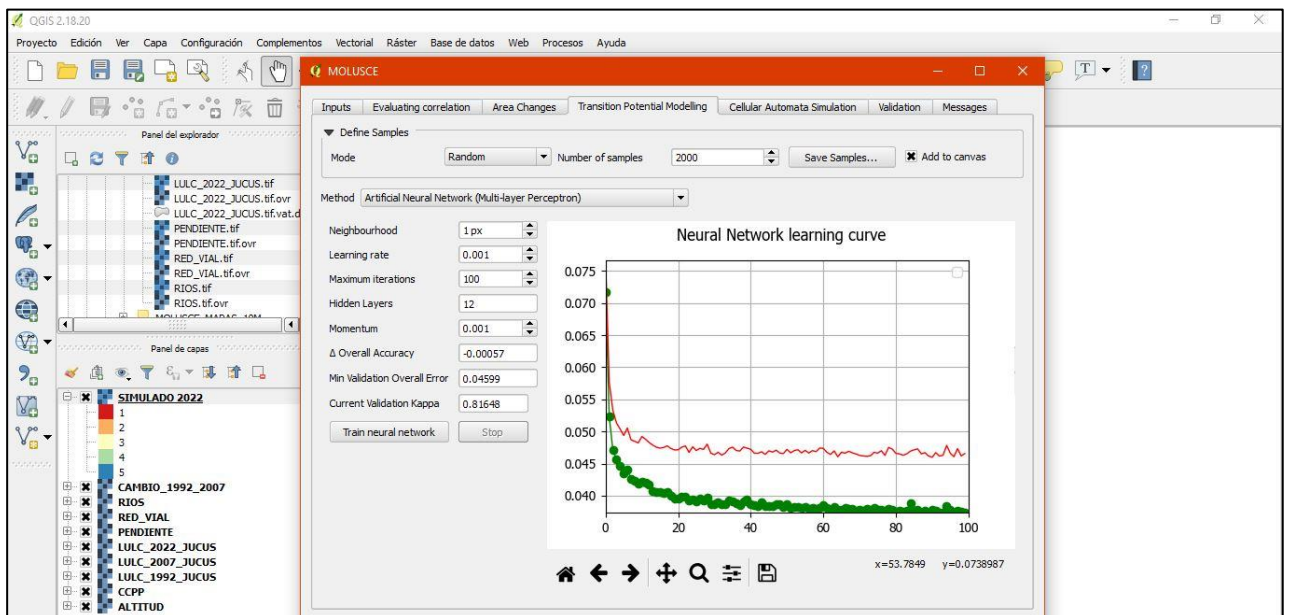 QGIS 2.18.20
Proyecto Edición Ver Capa Configuración Complementos Vectorial Ráster Base de datos Web Procesos Ayuda
MOLUSCE
Inputs Evaluating correlation Area Changes Transition Potential Modelling Cellular Automata Simulation Validation Messages
Define Samples
Mode Random Number of samples 2000 Save Samples... Add to canvas
Method Artificial Neural Network (Multi-layer Perceptron)
Neighbourhood 1 px
Learning rate 0.001
Maximum iterations 100
Hidden Layers 12
Momentum 0.001
Δ Overall Accuracy -0.00057
Min Validation Overall Error 0.04599
Current Validation Kappa 0.81648
Train neural network Stop
Neural Network learning curve
0.075
0.070
0.065
0.060
0.055
0.050
0.045
0.040
0 20 40 60 80 100
x=53.7849 y=0.0738987
Panel del explorador
LULC_2022_JUCUS.tif
LULC_2022_JUCUS.tif.ovr
LULC_2022_JUCUS.tif.vat.d
PENDIENTE.tif
PENDIENTE.tif.ovr
RED_VIAL.tif
RED_VIAL.tif.ovr
RIOS.tif
RIOS.tif.ovr
Panel de capas
SIMULADO 2022
1
2
3
4
5
CAMBIO_1992_2007
RIOS
RED_VIAL
PENDIENTE
LULC_2022_JUCUS
LULC_2007_JUCUS
LULC_1992_JUCUS
CCPP
ALTITUD
T
?